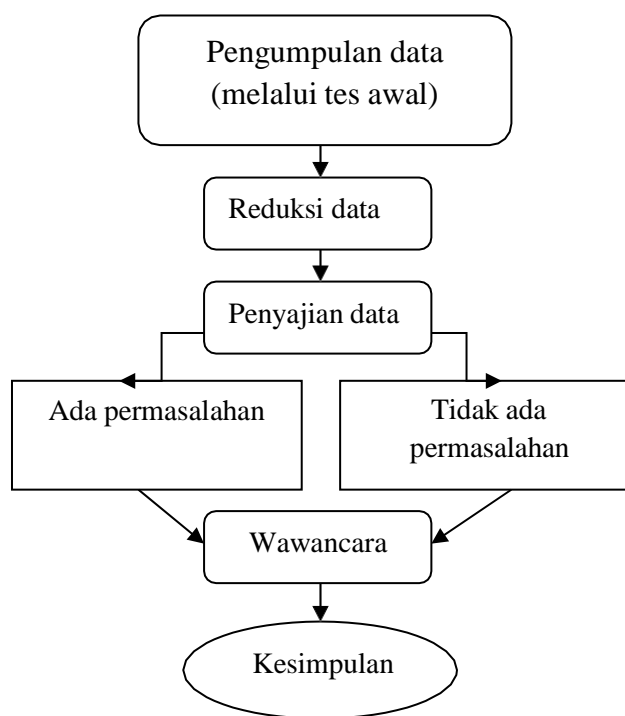 Pengumpulan data
(melalui tes awal)
Reduksi data
Penyajian data
Ada permasalahan
Tidak ada
permasalahan
Wawancara
Kesimpulan